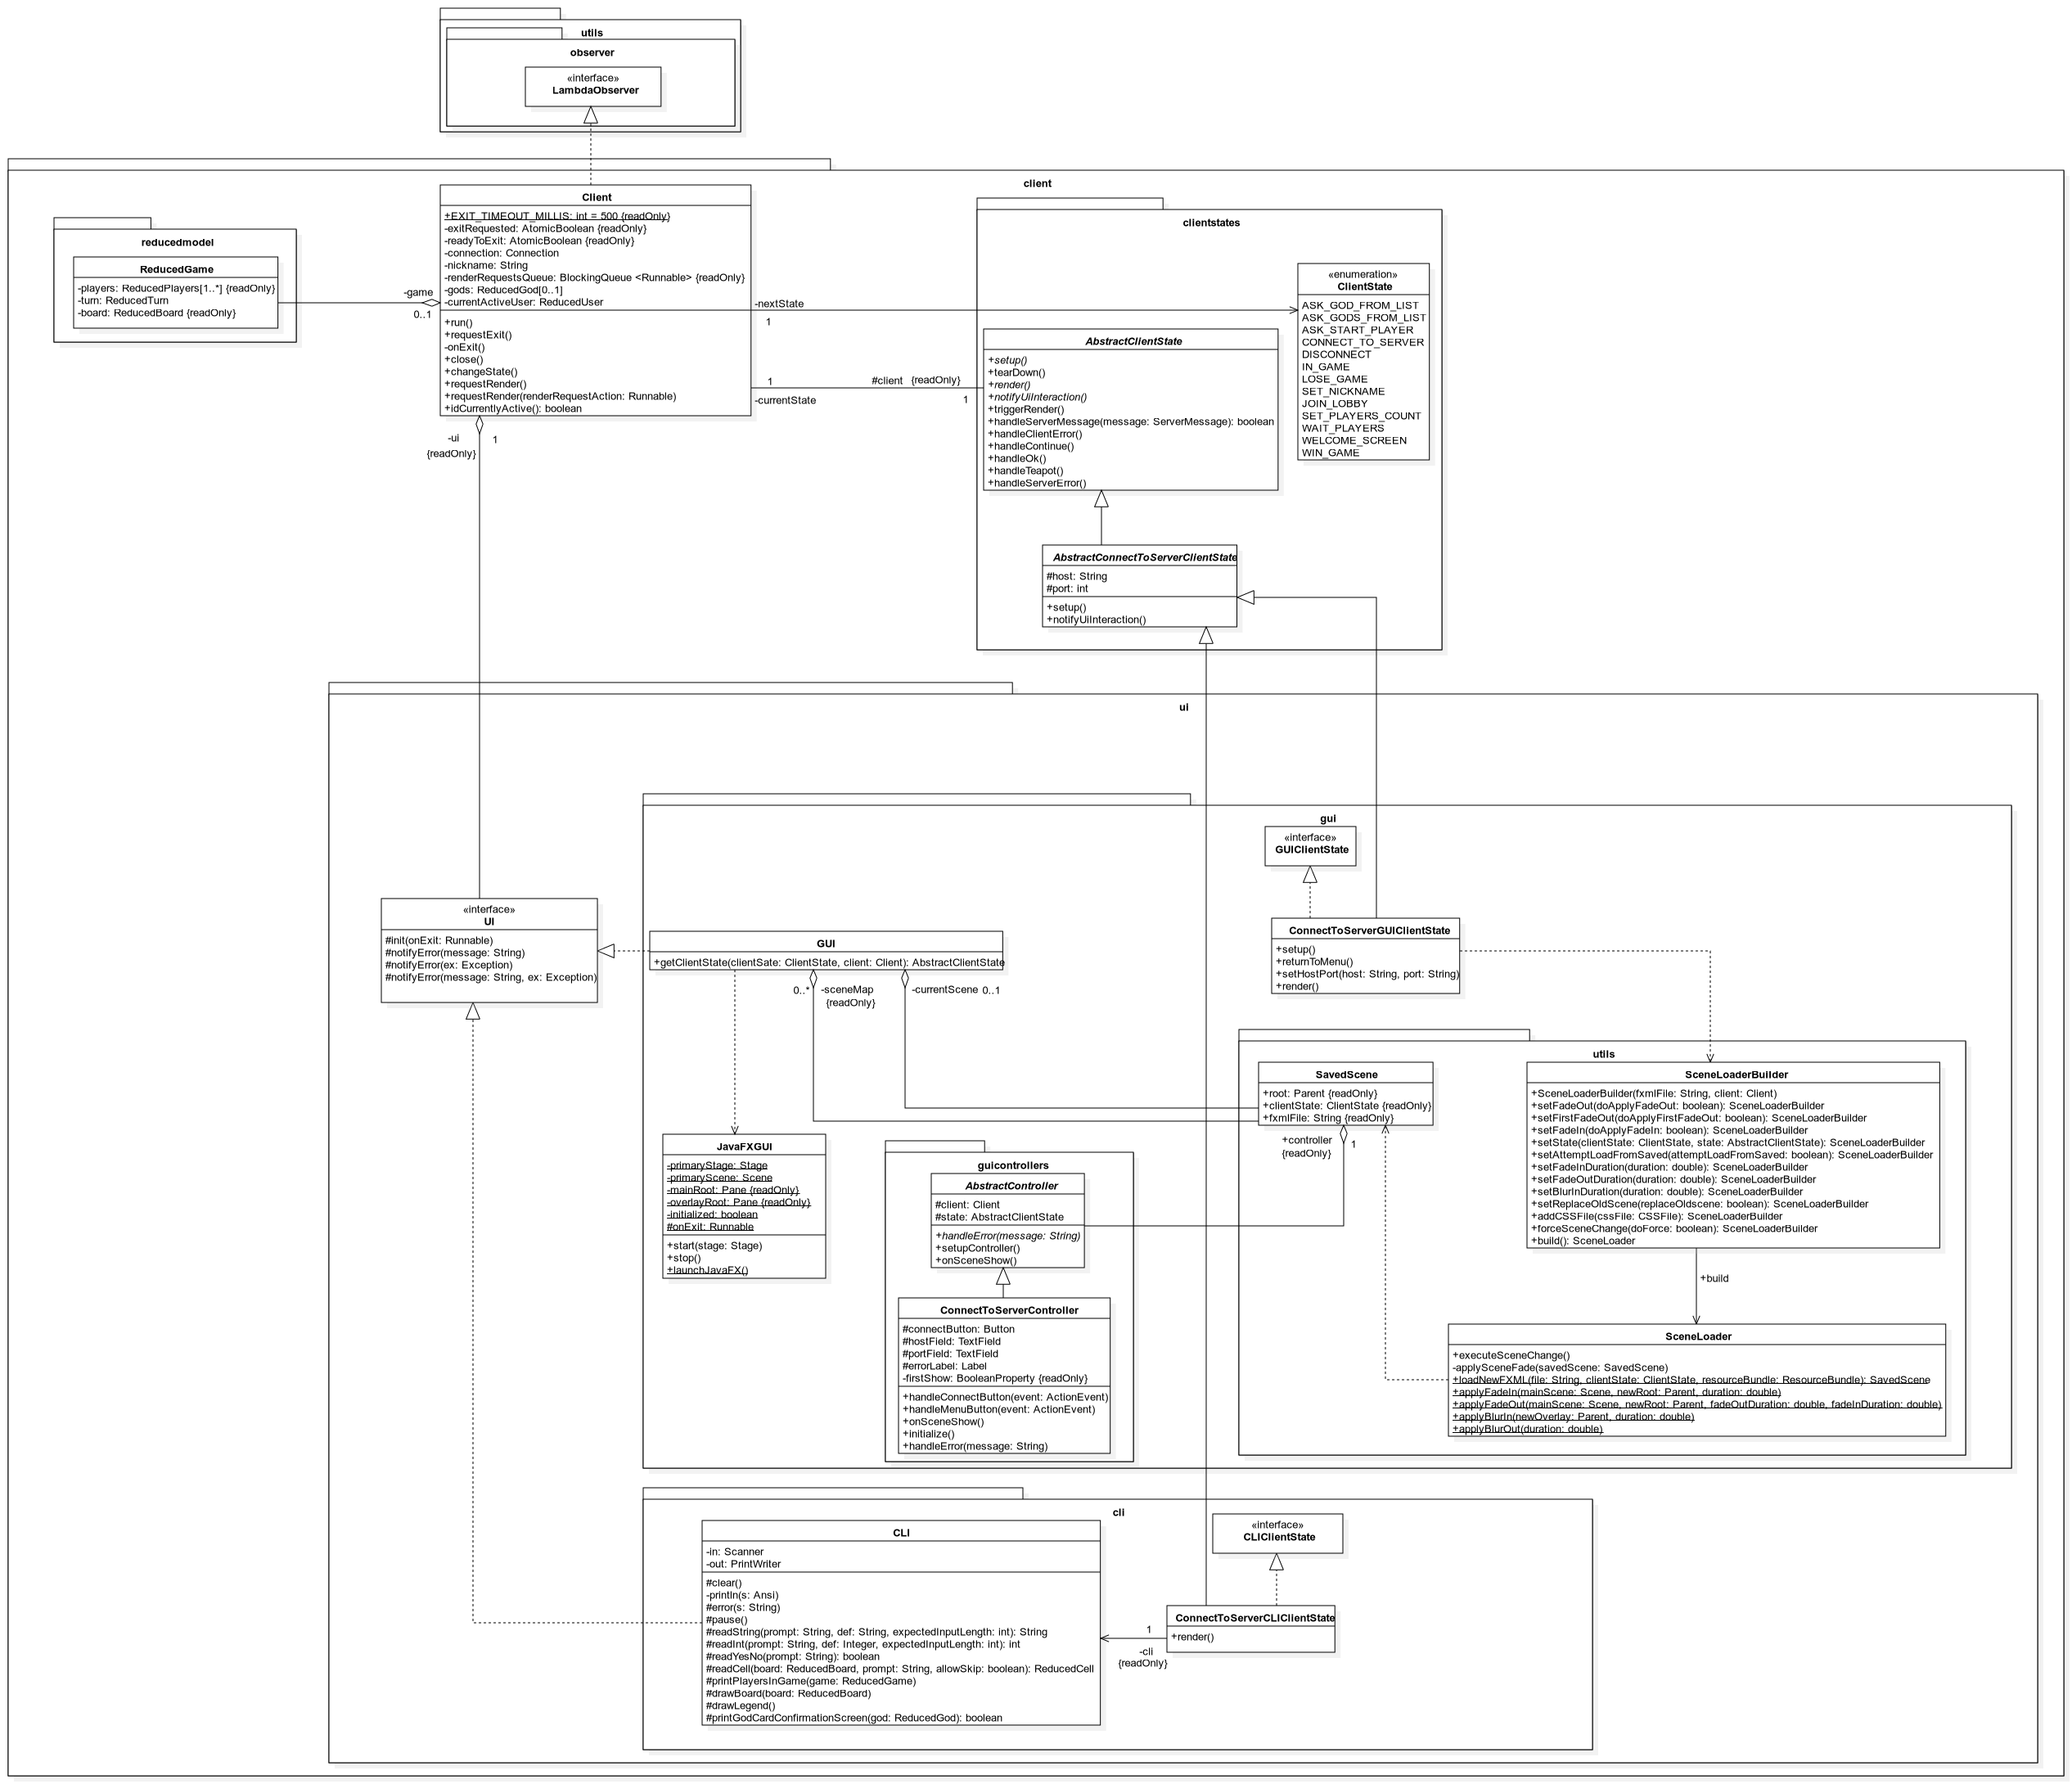 utils
observer
«interface»
LambdaObserver
client
Client
+EXIT_TIMEOUT_MILLIS: int = 500 {readOnly}
-exitRequested: AtomicBoolean {readOnly}
-readyToExit: AtomicBoolean {readOnly}
-connection: Connection
-nickname: String
-renderRequestsQueue: BlockingQueue <Runnable> {readOnly}
-gods: ReducedGod[0..1]
-currentActiveUser: ReducedUser
+run()
+requestExit()
-onExit()
+close()
+changeState()
+requestRender()
+requestRender(renderRequestAction: Runnable)
+idCurrentlyActive(): boolean
reducedmodel
ReducedGame
-players: ReducedPlayers[1..*] {readOnly}
-turn: ReducedTurn
-board: ReducedBoard {readOnly}
-game
0..1
-nextState
1
1
-currentState
#client
{readOnly}
1
-ui
{readOnly}
1
clientstates
«enumeration»
ClientState
ASK_GOD_FROM_LIST
ASK_GODS_FROM_LIST
ASK_START_PLAYER
CONNECT_TO_SERVER
DISCONNECT
IN_GAME
LOSE_GAME
SET_NICKNAME
JOIN_LOBBY
SET_PLAYERS_COUNT
WAIT_PLAYERS
WELCOME_SCREEN
WIN_GAME
AbstractClientState
+setup()
+tearDown()
+render()
+notifyUiInteraction()
+triggerRender()
+handleServerMessage(message: ServerMessage): boolean
+handleClientError()
+handleContinue()
+handleOk()
+handleTeapot()
+handleServerError()
AbstractConnectToServerClientState
#host: String
#port: int
+setup()
+notifyUiInteraction()
ui
gui
«interface»
GUIClientState
«interface»
UI
#init(onExit: Runnable)
#notifyError(message: String)
#notifyError(ex: Exception)
#notifyError(message: String, ex: Exception)
GUI
+getClientState(clientSate: ClientState, client: Client): AbstractClientState
0..*
-sceneMap
{readOnly}
-currentScene
0..1
ConnectToServerGUIClientState
+setup()
+returnToMenu()
+setHostPort(host: String, port: String)
+render()
utils
SavedScene
+root: Parent {readOnly}
+clientState: ClientState {readOnly}
+fxmlFile: String {readOnly}
+controller
{readOnly}
1
SceneLoaderBuilder
+SceneLoaderBuilder(fxmlFile: String, client: Client)
+setFadeOut(doApplyFadeOut: boolean): SceneLoaderBuilder
+setFirstFadeOut(doApplyFirstFadeOut: boolean): SceneLoaderBuilder
+setFadeIn(doApplyFadeIn: boolean): SceneLoaderBuilder
+setState(clientState: ClientState, state: AbstractClientState): SceneLoaderBuilder
+setAttemptLoadFromSaved(attemptLoadFromSaved: boolean): SceneLoaderBuilder
+setFadeInDuration(duration: double): SceneLoaderBuilder
+setFadeOutDuration(duration: double): SceneLoaderBuilder
+setBlurInDuration(duration: double): SceneLoaderBuilder
+setReplaceOldScene(replaceOldscene: boolean): SceneLoaderBuilder
+addCSSFile(cssFile: CSSFile): SceneLoaderBuilder
+forceSceneChange(doForce: boolean): SceneLoaderBuilder
+build(): SceneLoader
+build
SceneLoader
+executeSceneChange()
-applySceneFade(savedScene: SavedScene)
+loadNewFXML(file: String, clientState: ClientState, resourceBundle: ResourceBundle): SavedScene
+applyFadeIn(mainScene: Scene, newRoot: Parent, duration: double)
+applyFadeOut(mainScene: Scene, newRoot: Parent, fadeOutDuration: double, fadeInDuration: double)
+applyBlurIn(newOverlay: Parent, duration: double)
+applyBlurOut(duration: double)
JavaFXGUI
-primaryStage: Stage
-primaryScene: Scene
-mainRoot: Pane {readOnly}
-overlayRoot: Pane {readOnly}
-initialized: boolean
#onExit: Runnable
+start(stage: Stage)
+stop()
+launchJavaFX()
guicontrollers
AbstractController
#client: Client
#state: AbstractClientState
+handleError(message: String)
+setupController()
+onSceneShow()
ConnectToServerController
#connectButton: Button
#hostField: TextField
#portField: TextField
#errorLabel: Label
-firstShow: BooleanProperty {readOnly}
+handleConnectButton(event: ActionEvent)
+handleMenuButton(event: ActionEvent)
+onSceneShow()
+initialize()
+handleError(message: String)
cli
CLI
-in: Scanner
-out: PrintWriter
#clear()
-println(s: Ansi)
#error(s: String)
#pause()
#readString(prompt: String, def: String, expectedInputLength: int): String
#readInt(prompt: String, def: Integer, expectedInputLength: int): int
#readYesNo(prompt: String): boolean
#readCell(board: ReducedBoard, prompt: String, allowSkip: boolean): ReducedCell
#printPlayersInGame(game: ReducedGame)
#drawBoard(board: ReducedBoard)
#drawLegend()
#printGodCardConfirmationScreen(god: ReducedGod): boolean
«interface»
CLIClientState
ConnectToServerCLIClientState
+render()
1
-cli
{readOnly}